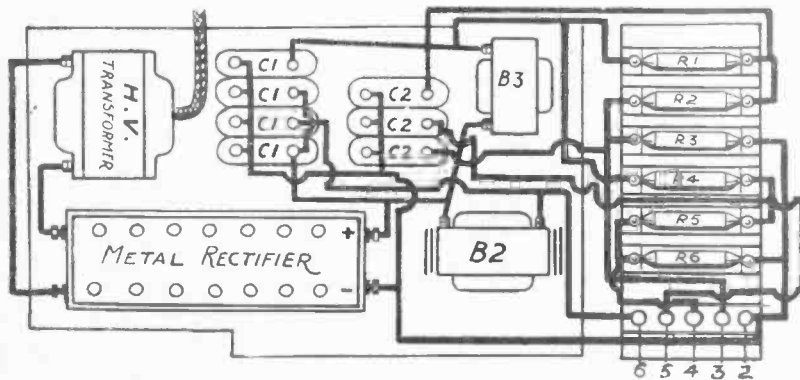 H.V.
TRANSFORMER
C1
C1
C1
C1
C2
C2
C2
B3
R1
R2
R3
R4
R5
R6
METAL RECTIFIER
+
-
B2
6 5 4 3 2